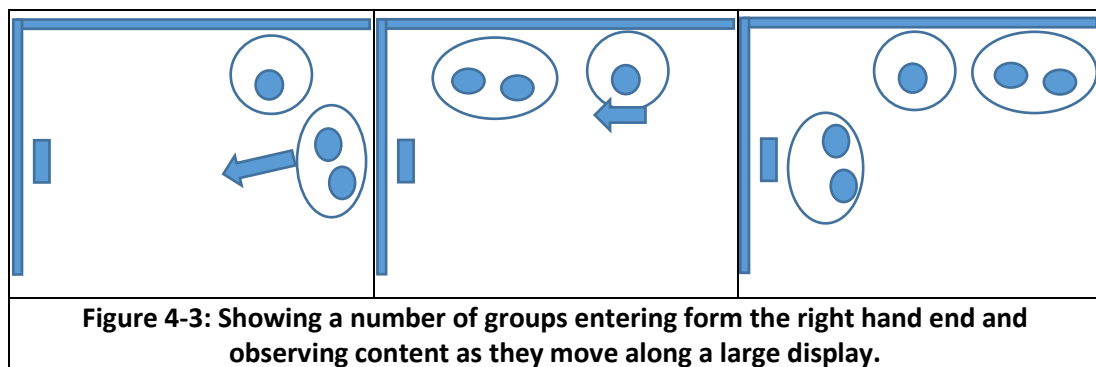 Figure 4-3: Showing a number of groups entering form the right hand end and
observing content as they move along a large display.